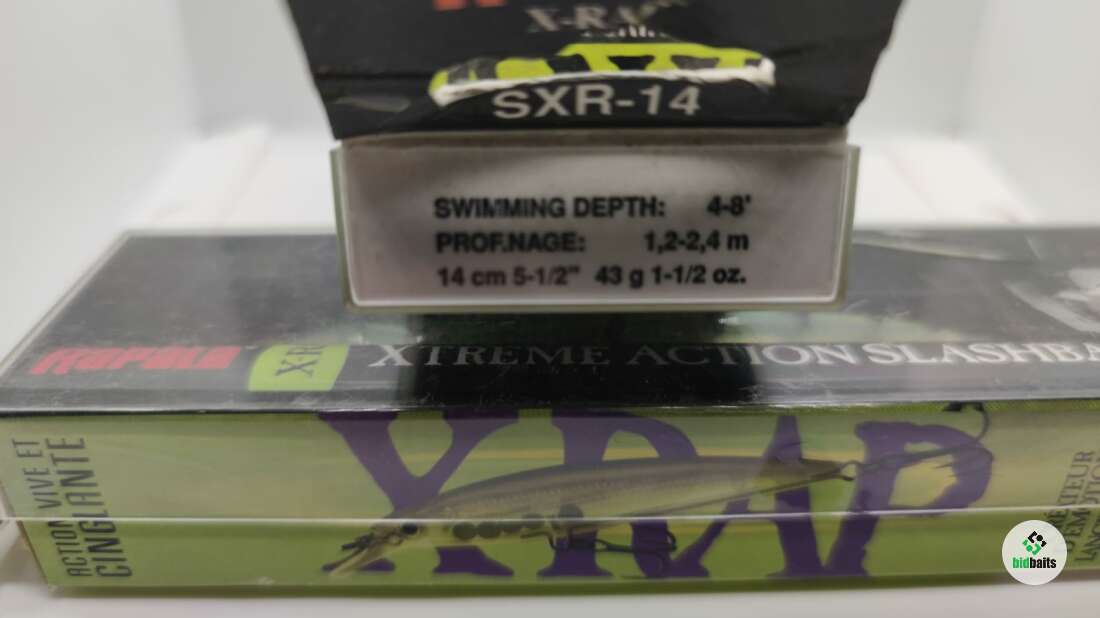 SXR-14
SWIMMING DEPTH: 4-8'
PROF.NAGE: 1,2-2,4 m
14 cm 5-1/2" 43 g 1-1/2 oz.
Rapala
XTREME ACTION SLASHBA
ACTION VIVE ET
CINGLANTE
XRAP
bidbaits